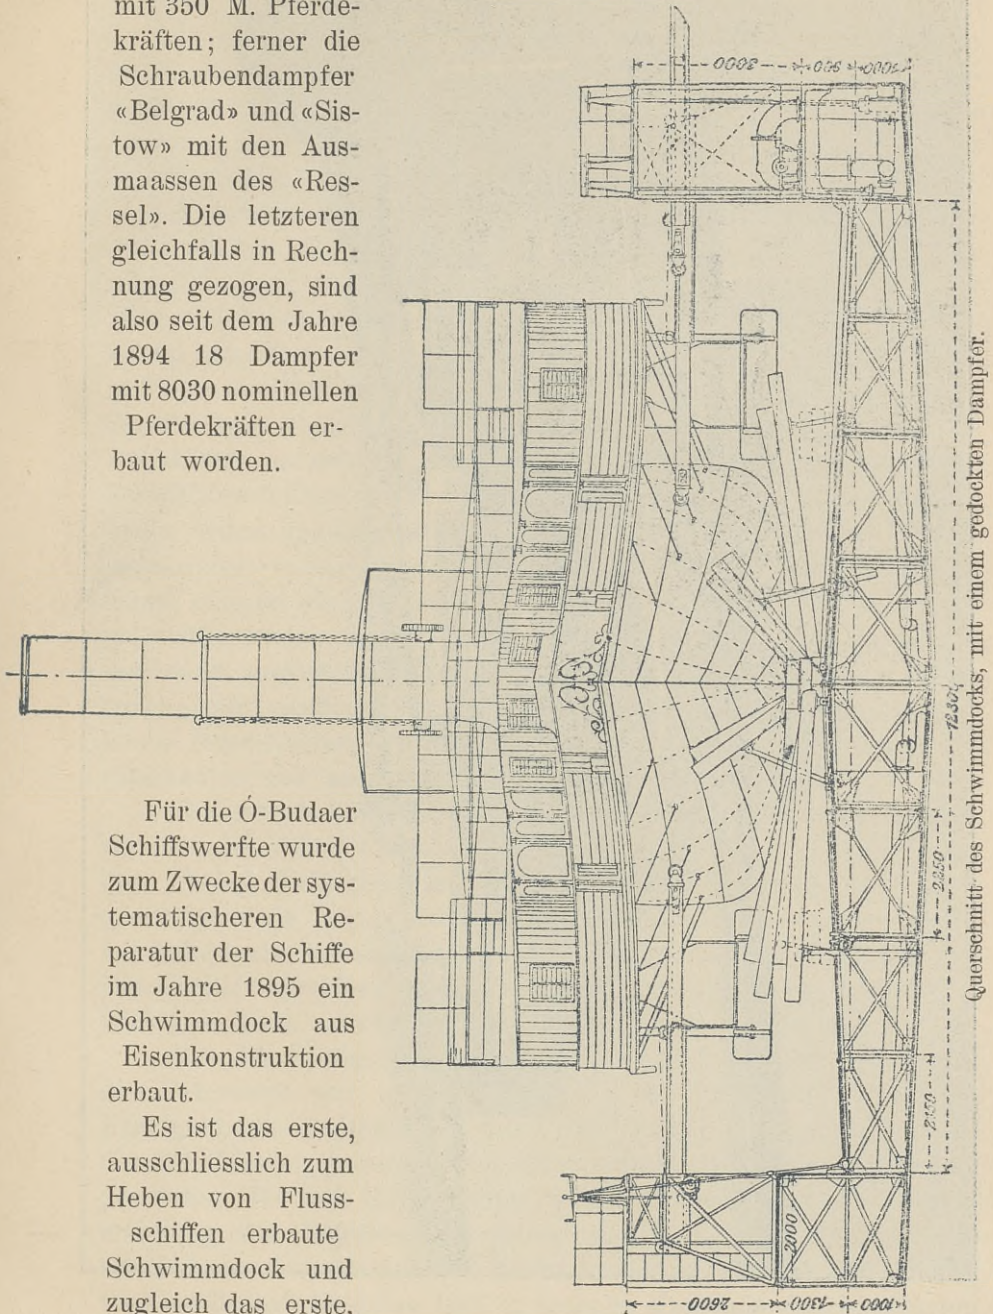 mit 350 M. Pferde-
kräften; ferner die
Schraubendampfer
«Belgrad» und «Sis-
tow» mit den Aus-
maassen des «Res-
sel». Die letzteren
gleichfalls in Rech-
nung gezogen, sind
also seit dem Jahre
1894 18 Dampfer
mit 8030 nominellen
Pferdekräften er-
baut worden.
Für die Ó-Budaer
Schiffswerfte wurde
zum Zwecke der sys-
tematischeren Re-
paratur der Schiffe
im Jahre 1895 ein
Schwimmdock aus
Eisenkonstruktion
erbaut.
Es ist das erste,
ausschliesslich zum
Heben von Fluss-
schiffen erbaute
Schwimmdock und
zugleich das erste,
3000
900
2250
2150
2000
2600
1300
1000
Querschnitt des Schwimmdocks, mit einem gedockten Dampfer.